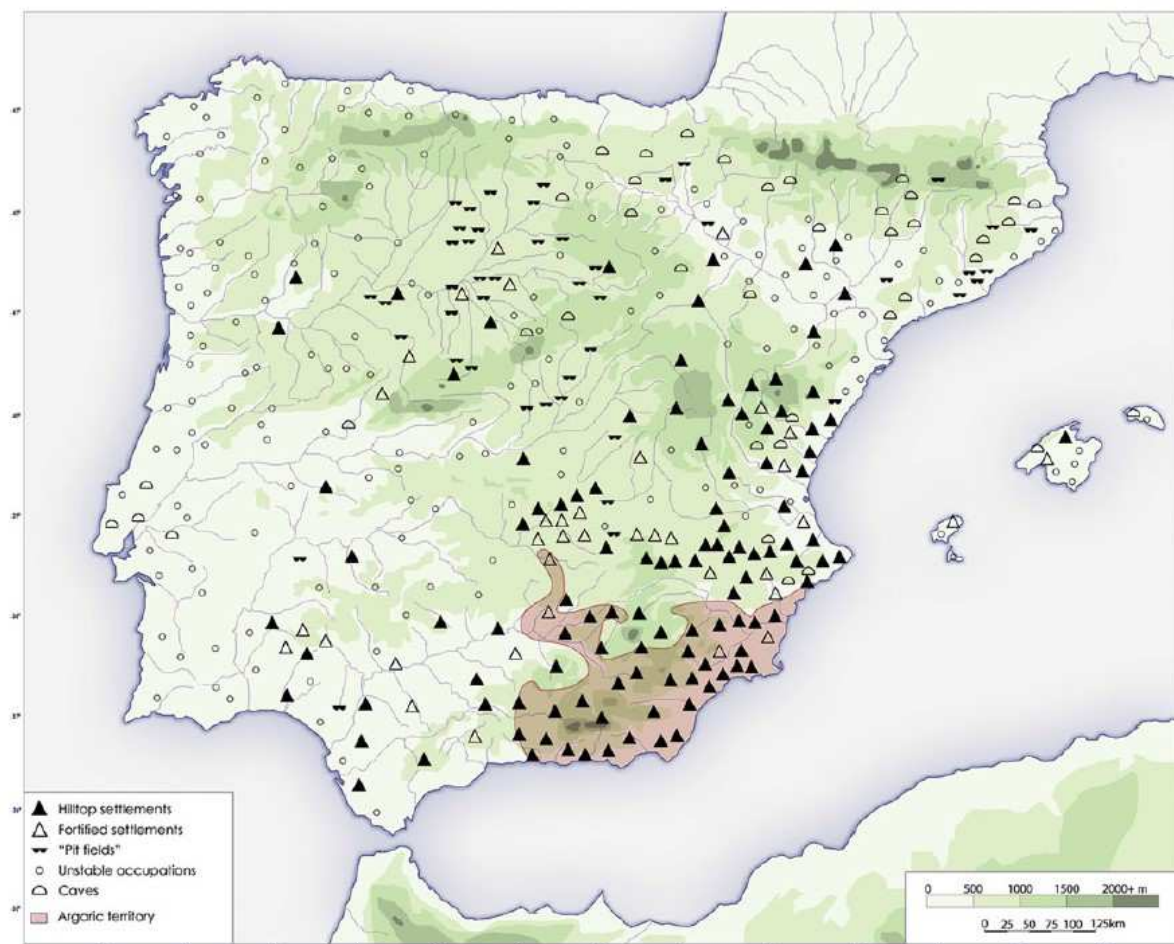 Hilltop settlements
Fortified settlements
"Pit fields"
Unstable occupations
Caves
Argaric territory
0 500 1000 1500 2000+ m
0 25 50 75 100 125km